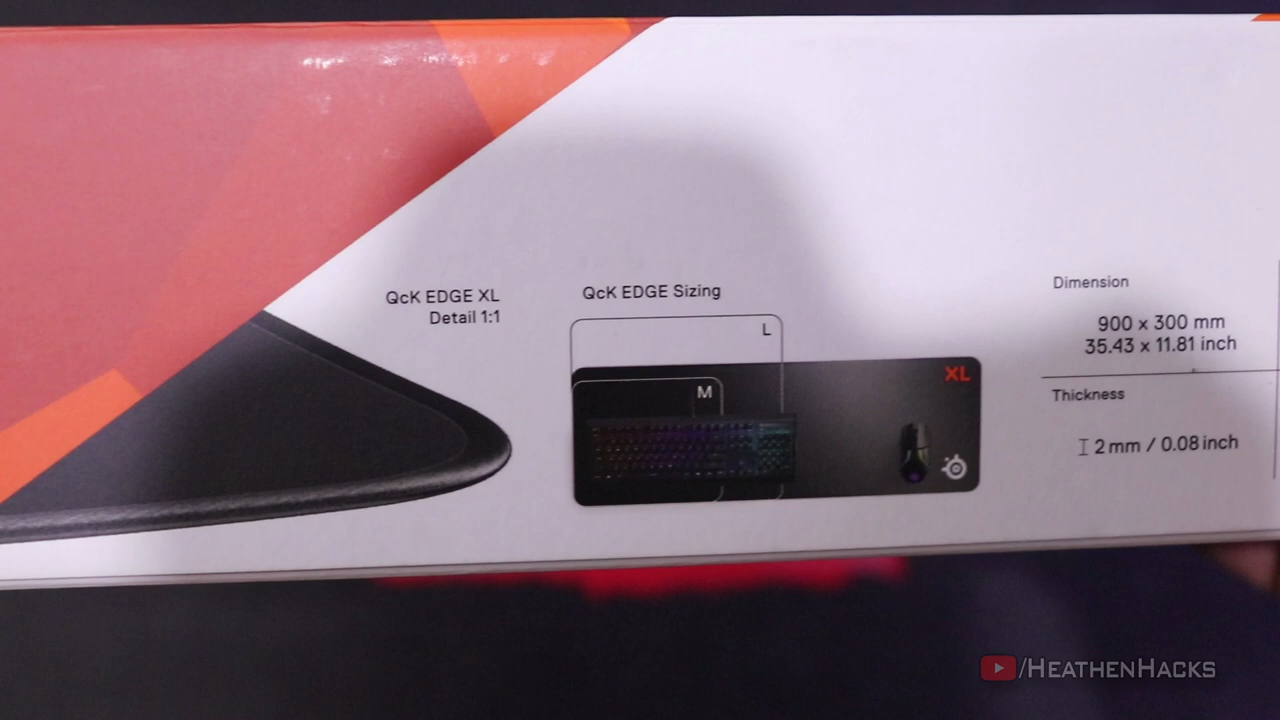 QcK EDGE XL
Detail 1:1
QcK EDGE Sizing
L
M
XL
Dimension
900 x 300 mm
35.43 x 11.81 inch
Thickness
2 mm / 0.08 inch
/HEATHENHACKS